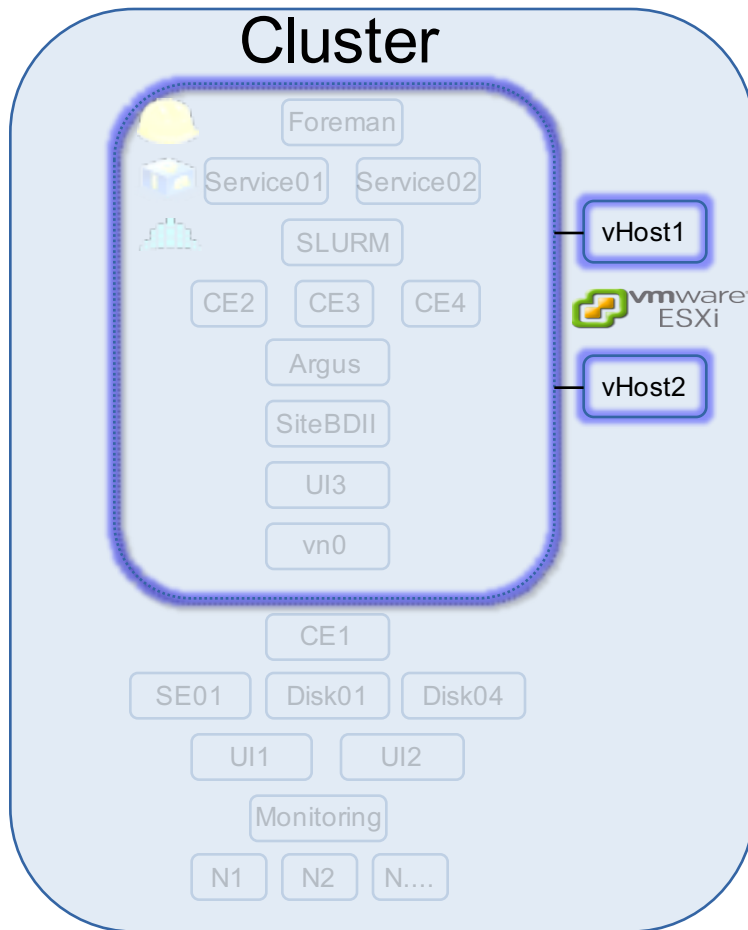 Cluster
Foreman
Service01 Service02
SLURM
vHost1
CE2 CE3 CE4
vmware®
ESXi
Argus
vHost2
SiteBDII
UI3
vn0
CE1
SE01 Disk01 Disk04
UI1 UI2
Monitoring
N1 N2 N....